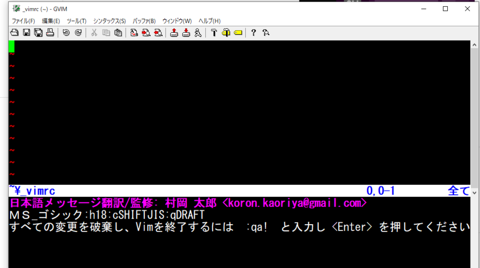 _vimrc (~) - GVIM
ファイル(F) 編集(E) ツール(T) シンタックス(S) バッファ(B) ウィンドウ(W) ヘルプ(H)
~
~
~
~
~
~
~
~
~
~
~
~¥_vimrc 0,0-1 全て
日本語メッセージ翻訳/監修: 村岡 太郎 <koron.kaoriya@gmail.com>
ＭＳ_ゴシック:h18:cSHIFTJIS:qDRAFT
すべての変更を破棄し、Vimを終了するには  :qa!  と入力し <Enter> を押してください